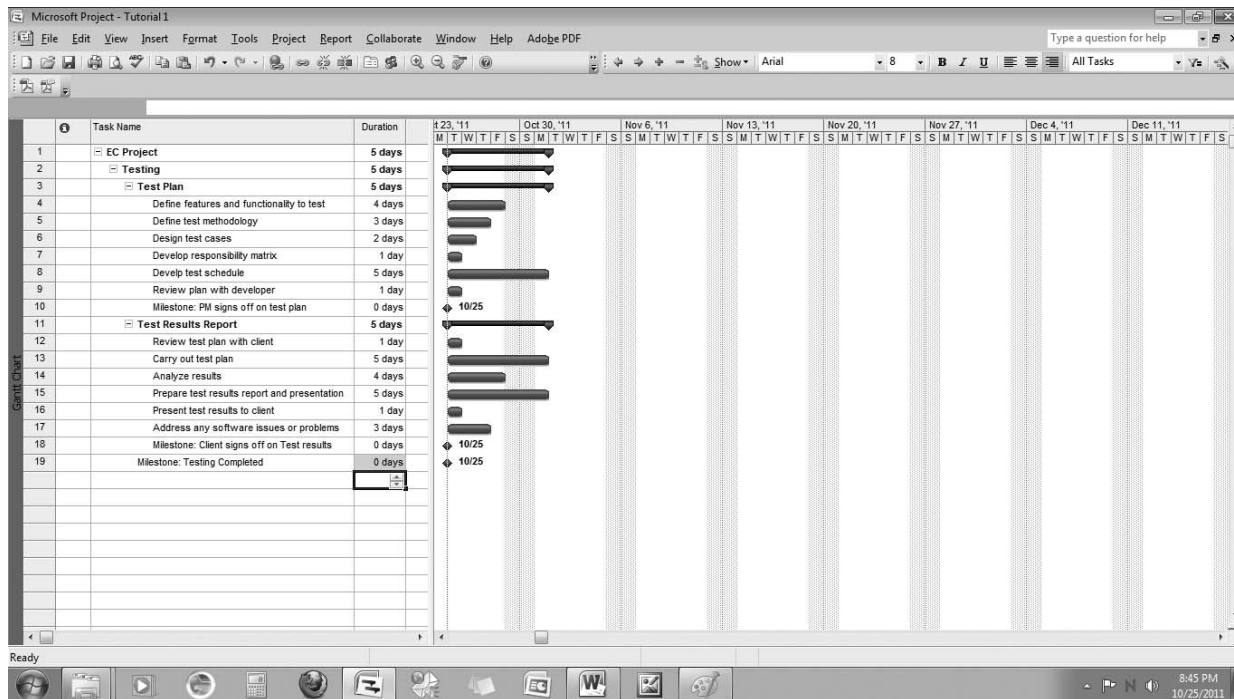 Microsoft Project - Tutorial 1
File Edit View Insert Format Tools Project Report Collaborate Window Help Adobe PDF Type a question for help
Show Arial 8 B I U All Tasks
Task Name Duration t 23, '11 Oct 30, '11 Nov 6, '11 Nov 13, '11 Nov 20, '11 Nov 27, '11 Dec 4, '11 Dec 11, '11
M T W T F S S M T W T F S S M T W T F S S M T W T F S S M T W T F S S M T W T F S S M T W T F S S M T W T F S
1 EC Project 5 days
2 Testing 5 days
3 Test Plan 5 days
4 Define features and functionality to test 4 days
5 Define test methodology 3 days
6 Design test cases 2 days
7 Develop responsibility matrix 1 day
8 Develp test schedule 5 days
9 Review plan with developer 1 day
10 Milestone: PM signs off on test plan 0 days 10/25
11 Test Results Report 5 days
12 Review test plan with client 1 day
13 Carry out test plan 5 days
14 Analyze results 4 days
15 Prepare test results report and presentation 5 days
16 Present test results to client 1 day
17 Address any software issues or problems 3 days
18 Milestone: Client signs off on Test results 0 days 10/25
19 Milestone: Testing Completed 0 days 10/25
Gantt Chart
Ready
EC W N 8:45 PM
10/25/2011